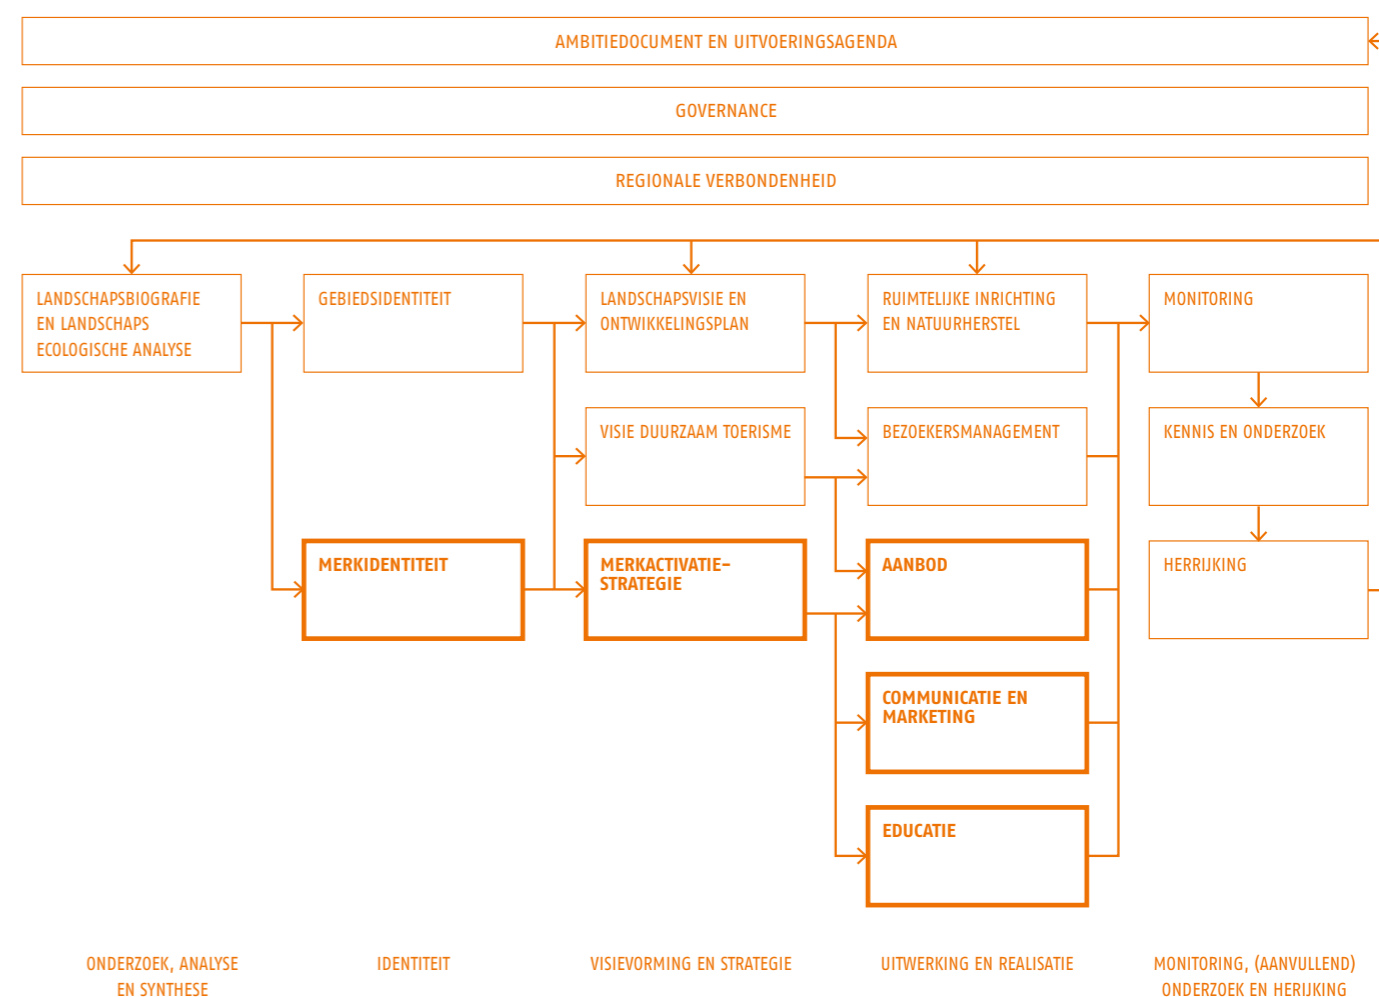 AMBITIEDOCUMENT EN UITVOERINGSAGENDA
GOVERNANCE
REGIONALE VERBONDENHEID
LANDSCHAPSBIOGRAFIE
EN LANDSCHAPS
ECOLOGISCHE ANALYSE
GEBIEDSIDENTITEIT
LANDSCHAPSVISIE EN
ONTWIKKELINGSPLAN
RUIMTELIJKE INRICHTING
EN NATUURHERSTEL
MONITORING
VISIE DUURZAAM TOERISME
BEZOEKERSMANAGEMENT
KENNIS EN ONDERZOEK
MERKIDENTITEIT
MERKACTIVATIE-
STRATEGIE
AANBOD
HERRIJKING
COMMUNICATIE EN
MARKETING
EDUCATIE
ONDERZOEK, ANALYSE
EN SYNTHESE
IDENTITEIT
VISIEVORMING EN STRATEGIE
UITWERKING EN REALISATIE
MONITORING, (AANVULLEND)
ONDERZOEK EN HERIJKING